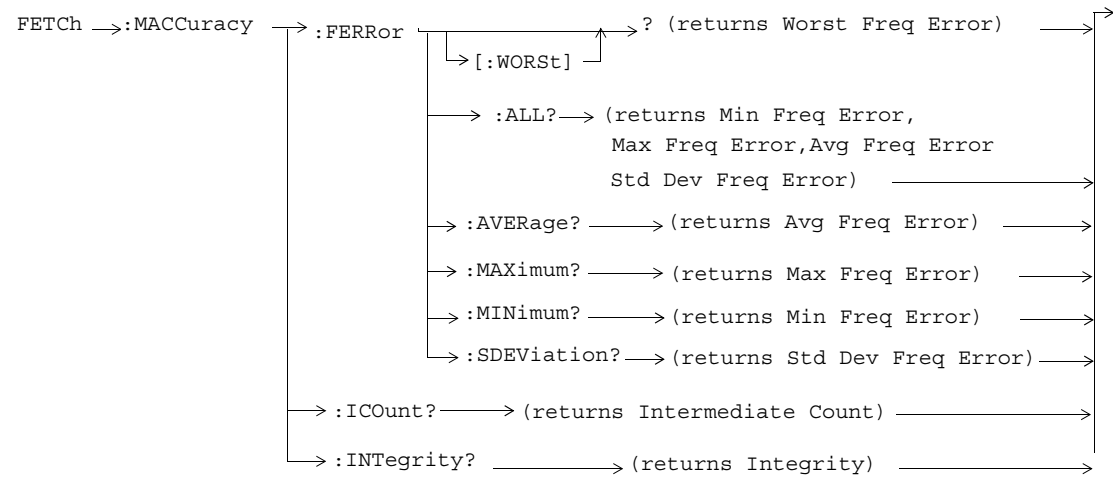 FETCh :MACCuracy :FERRor ? (returns Worst Freq Error)
[:WORSt]
:ALL? (returns Min Freq Error,
Max Freq Error,Avg Freq Error
Std Dev Freq Error)
:AVERage? (returns Avg Freq Error)
:MAXimum? (returns Max Freq Error)
:MINimum? (returns Min Freq Error)
:SDEViation? (returns Std Dev Freq Error)
:ICOunt? (returns Intermediate Count)
:INTegrity? (returns Integrity)